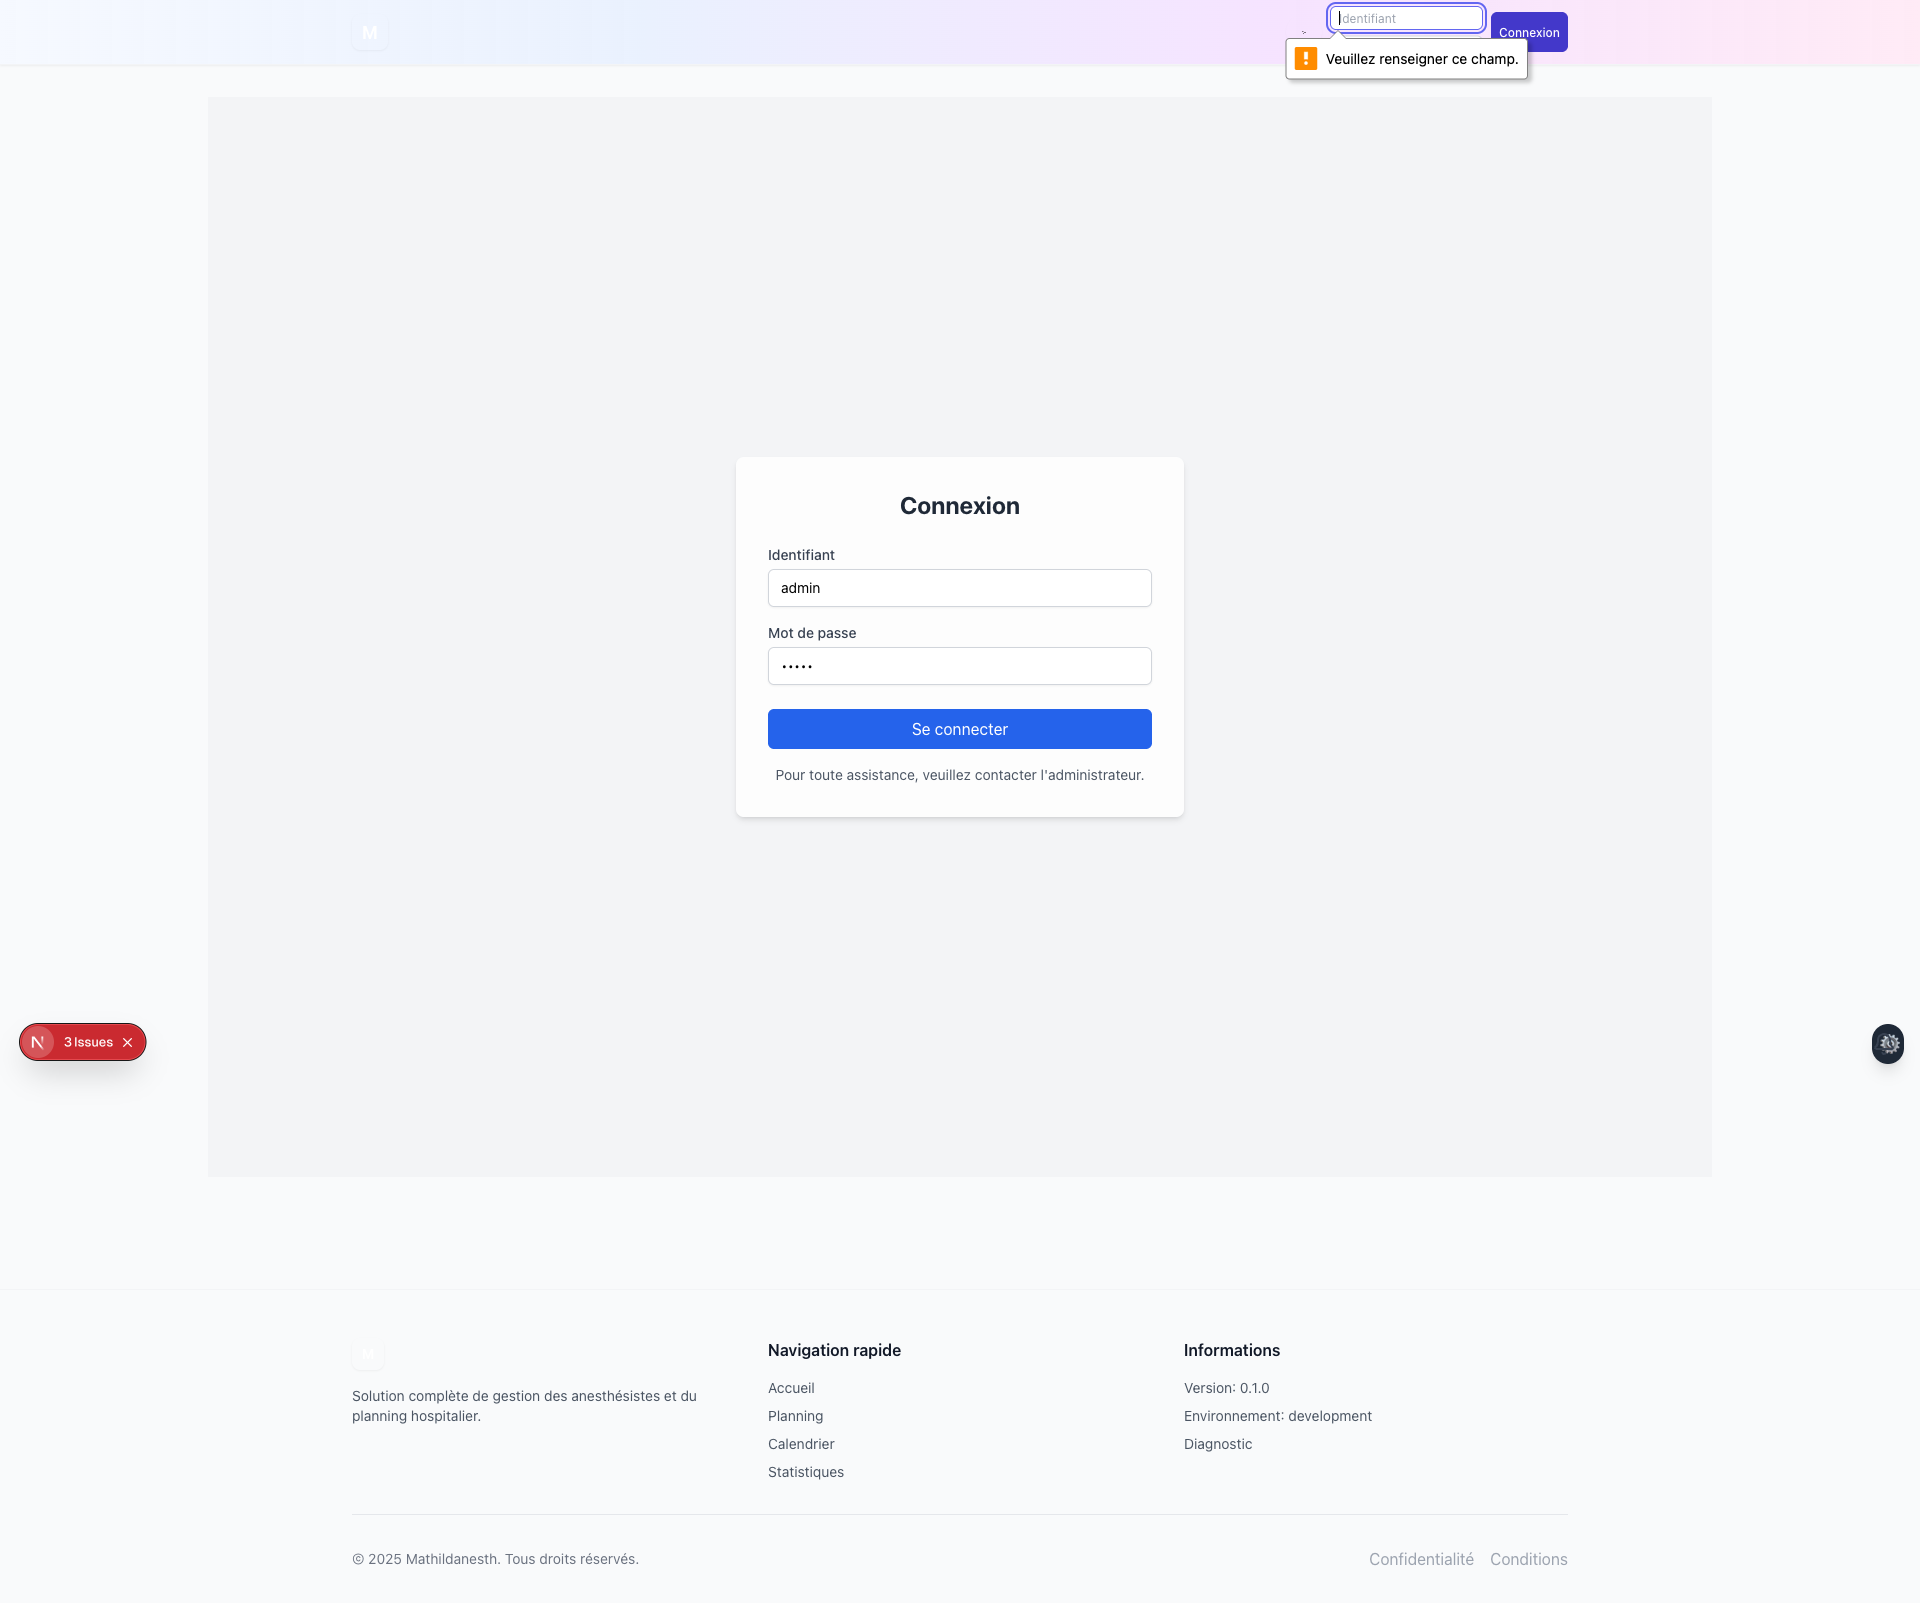 M
Identifiant
Connexion
Veuillez renseigner ce champ.
Connexion
Identifiant
admin
Mot de passe
•••••
Se connecter
Pour toute assistance, veuillez contacter l'administrateur.
N
3 Issues
M
Solution complète de gestion des anesthésistes et du
planning hospitalier.
Navigation rapide
Accueil
Planning
Calendrier
Statistiques
Informations
Version: 0.1.0
Environnement: development
Diagnostic
© 2025 Mathildanesth. Tous droits réservés.
Confidentialité Conditions